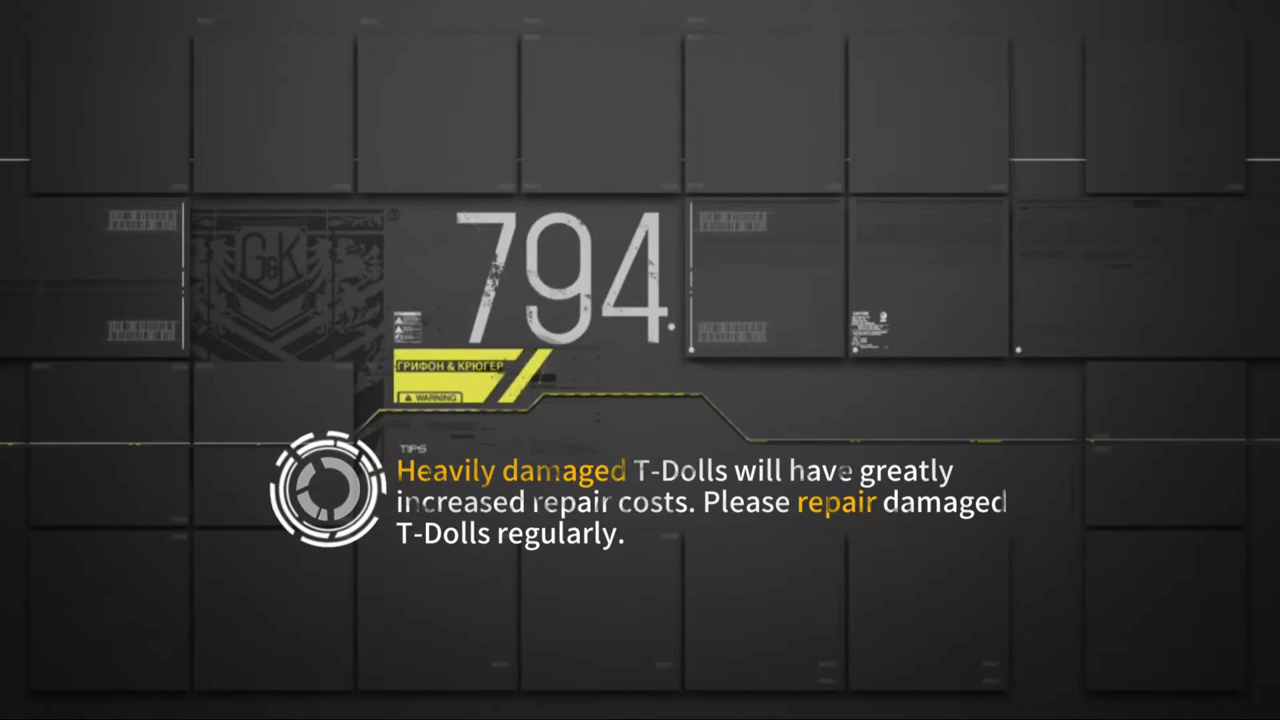 G&K
794.
ГРИФОН & КРЮГЕР
WARNING
TIPS
Heavily damaged T-Dolls will have greatly
increased repair costs. Please repair damaged
T-Dolls regularly.